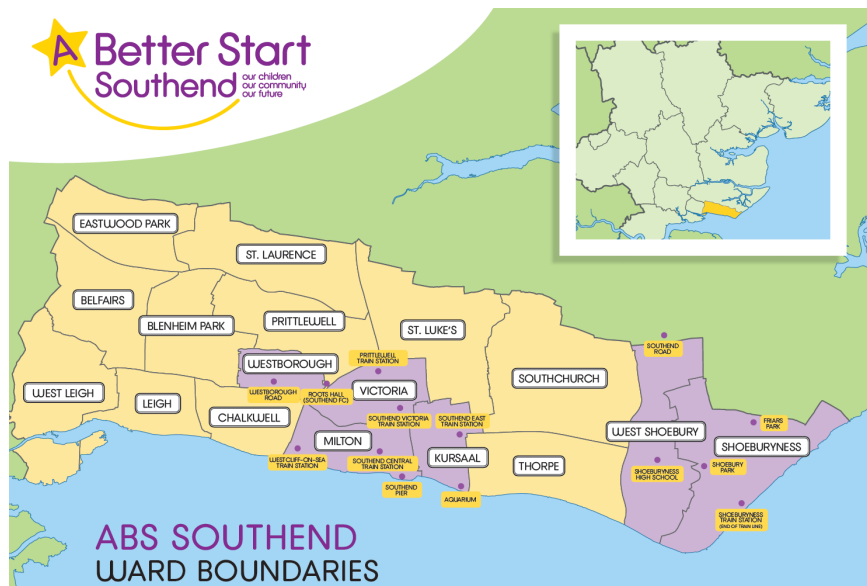 A Better Start
Southend
our children
our community
our future
EASTWOOD PARK
ST. LAURENCE
BELFAIRS
BLENHEIM PARK
PRITTLEWELL
ST. LUKE'S
SOUTHEND
ROAD
PRITTLEWELL
TRAIN STATION
WESTBOROUGH
WEST LEIGH
LEIGH
WESTBOROUGH
ROAD
ROOTS HALL
(SOUTHEND FC)
VICTORIA
SOUTHCHURCH
CHALKWELL
SOUTHEND VICTORIA
TRAIN STATION
SOUTHEND EAST
TRAIN STATION
FRIARS
PARK
WEST SHOEBURY
SHOEBURYNESS
MILTON
KURSAAL
THORPE
WESTCLIFF-ON-SEA
TRAIN STATION
SOUTHEND CENTRAL
TRAIN STATION
SHOEBURYNESS
HIGH SCHOOL
SHOEBURY
PARK
SOUTHEND
PIER
AQUARIUM
SHOEBURYNESS
TRAIN STATION
(END OF TRAIN LINE)
ABS SOUTHEND
WARD BOUNDARIES